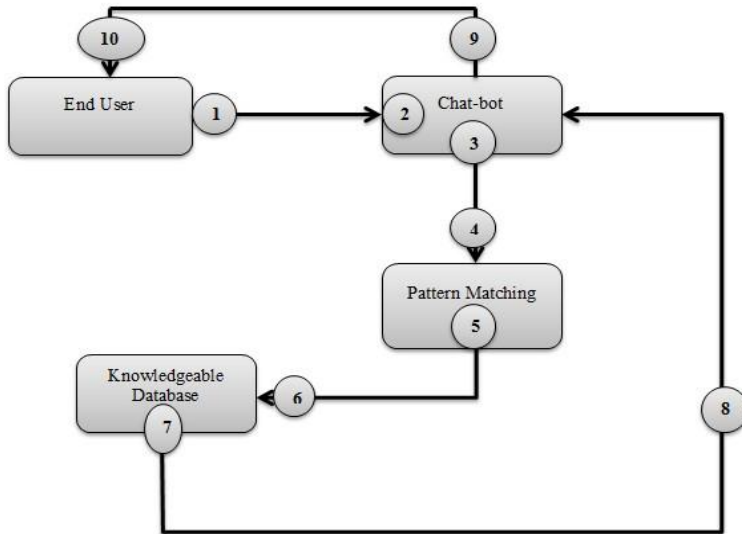 10
9
End User
Chat-bot
1
2
3
4
Pattern Matching
5
Knowledgeable
Database
6
7
8